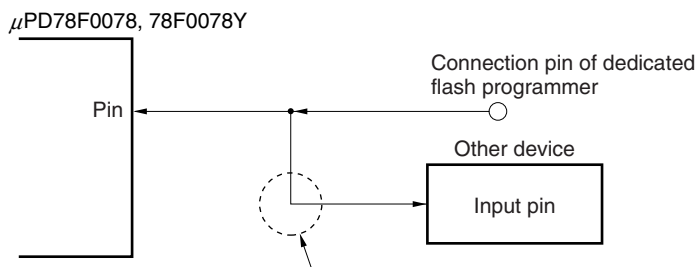 μPD78F0078, 78F0078Y
Connection pin of dedicated
flash programmer
Pin
Other device
Input pin